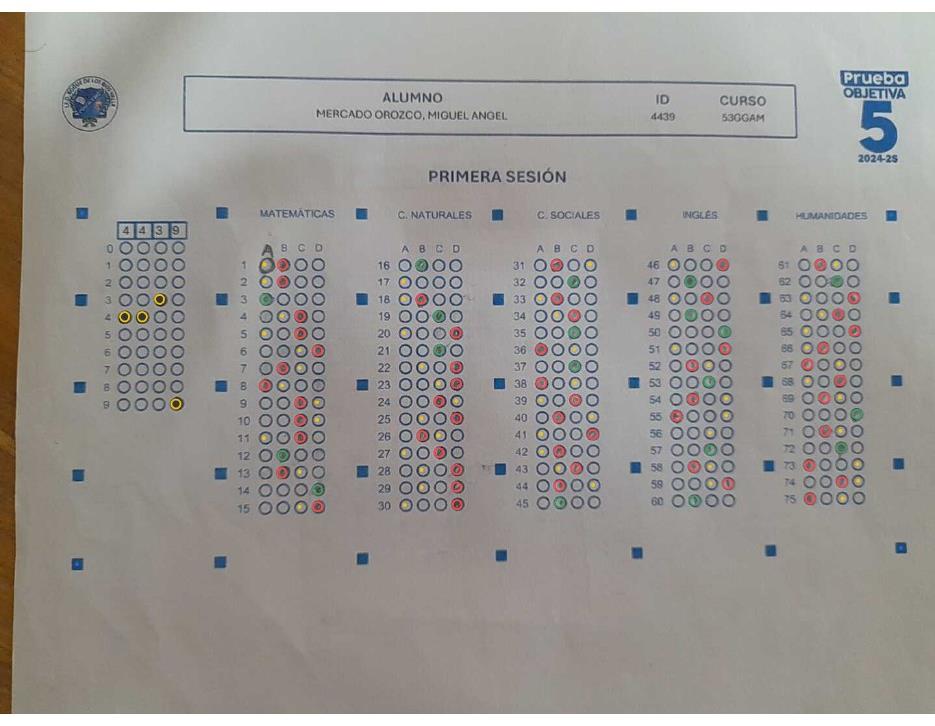 Prueba
OBJETIVA
5
2024-25
ALUMNO ID CURSO
MERCADO OROZCO, MIGUEL ANGEL 4439 53GGAM
PRIMERA SESIÓN
MATEMÁTICAS C. NATURALES C. SOCIALES INGLÉS HUMANIDADES
4 4 3 9
A B C D A B C D A B C D A B C D A B C D
0
1 1 16 31 46 61
2 2 17 32 47 62
3 3 18 33 48 63
4 4 19 34 49 64
5 5 20 35 50 65
6 6 21 36 51 66
7 7 22 37 52 67
8 8 23 38 53 68
9 9 24 39 54 69
10 25 40 55 70
11 26 41 56 71
12 27 42 57 72
13 28 43 58 73
14 29 44 59 74
15 30 45 60 75